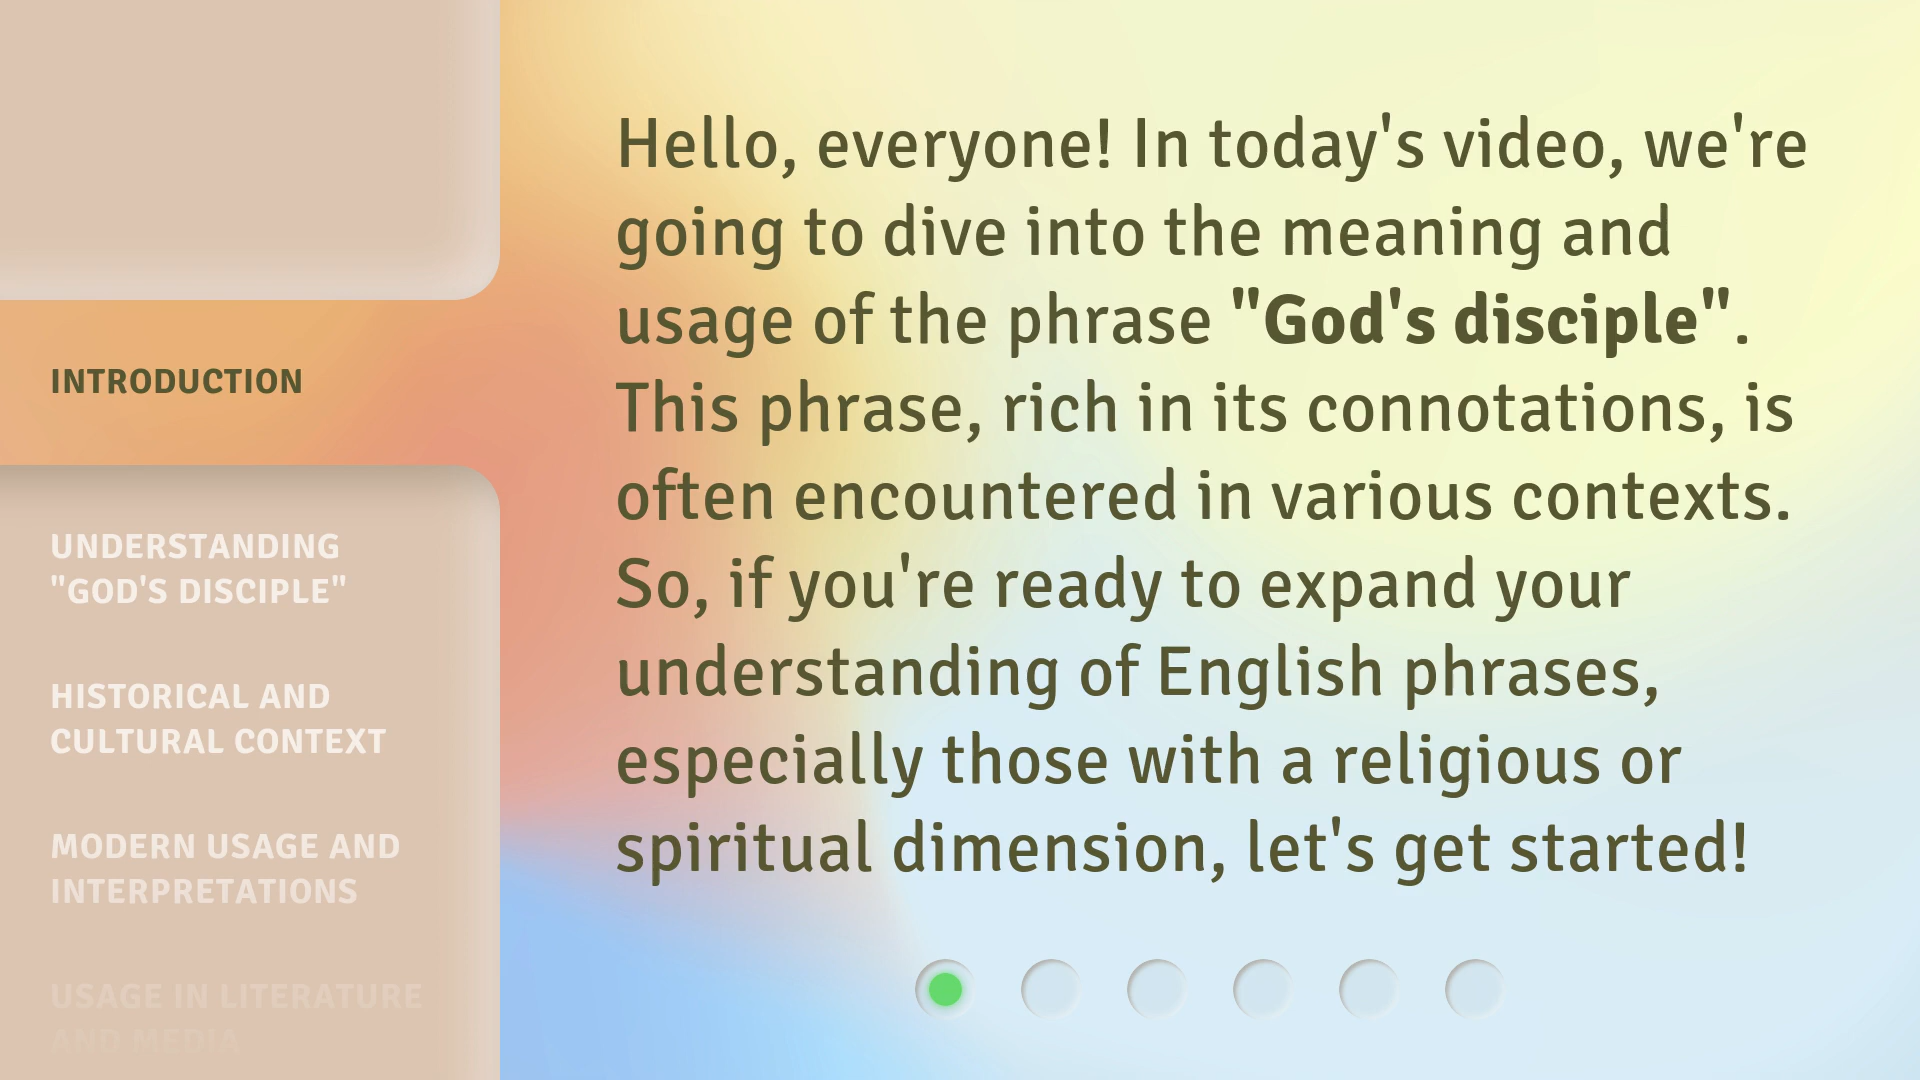 INTRODUCTION
UNDERSTANDING
"GOD'S DISCIPLE"
HISTORICAL AND
CULTURAL CONTEXT
MODERN USAGE AND
INTERPRETATIONS
USAGE IN LITERATURE
AND MEDIA
Hello, everyone! In today's video, we're
going to dive into the meaning and
usage of the phrase "God's disciple".
This phrase, rich in its connotations, is
often encountered in various contexts.
So, if you're ready to expand your
understanding of English phrases,
especially those with a religious or
spiritual dimension, let's get started!